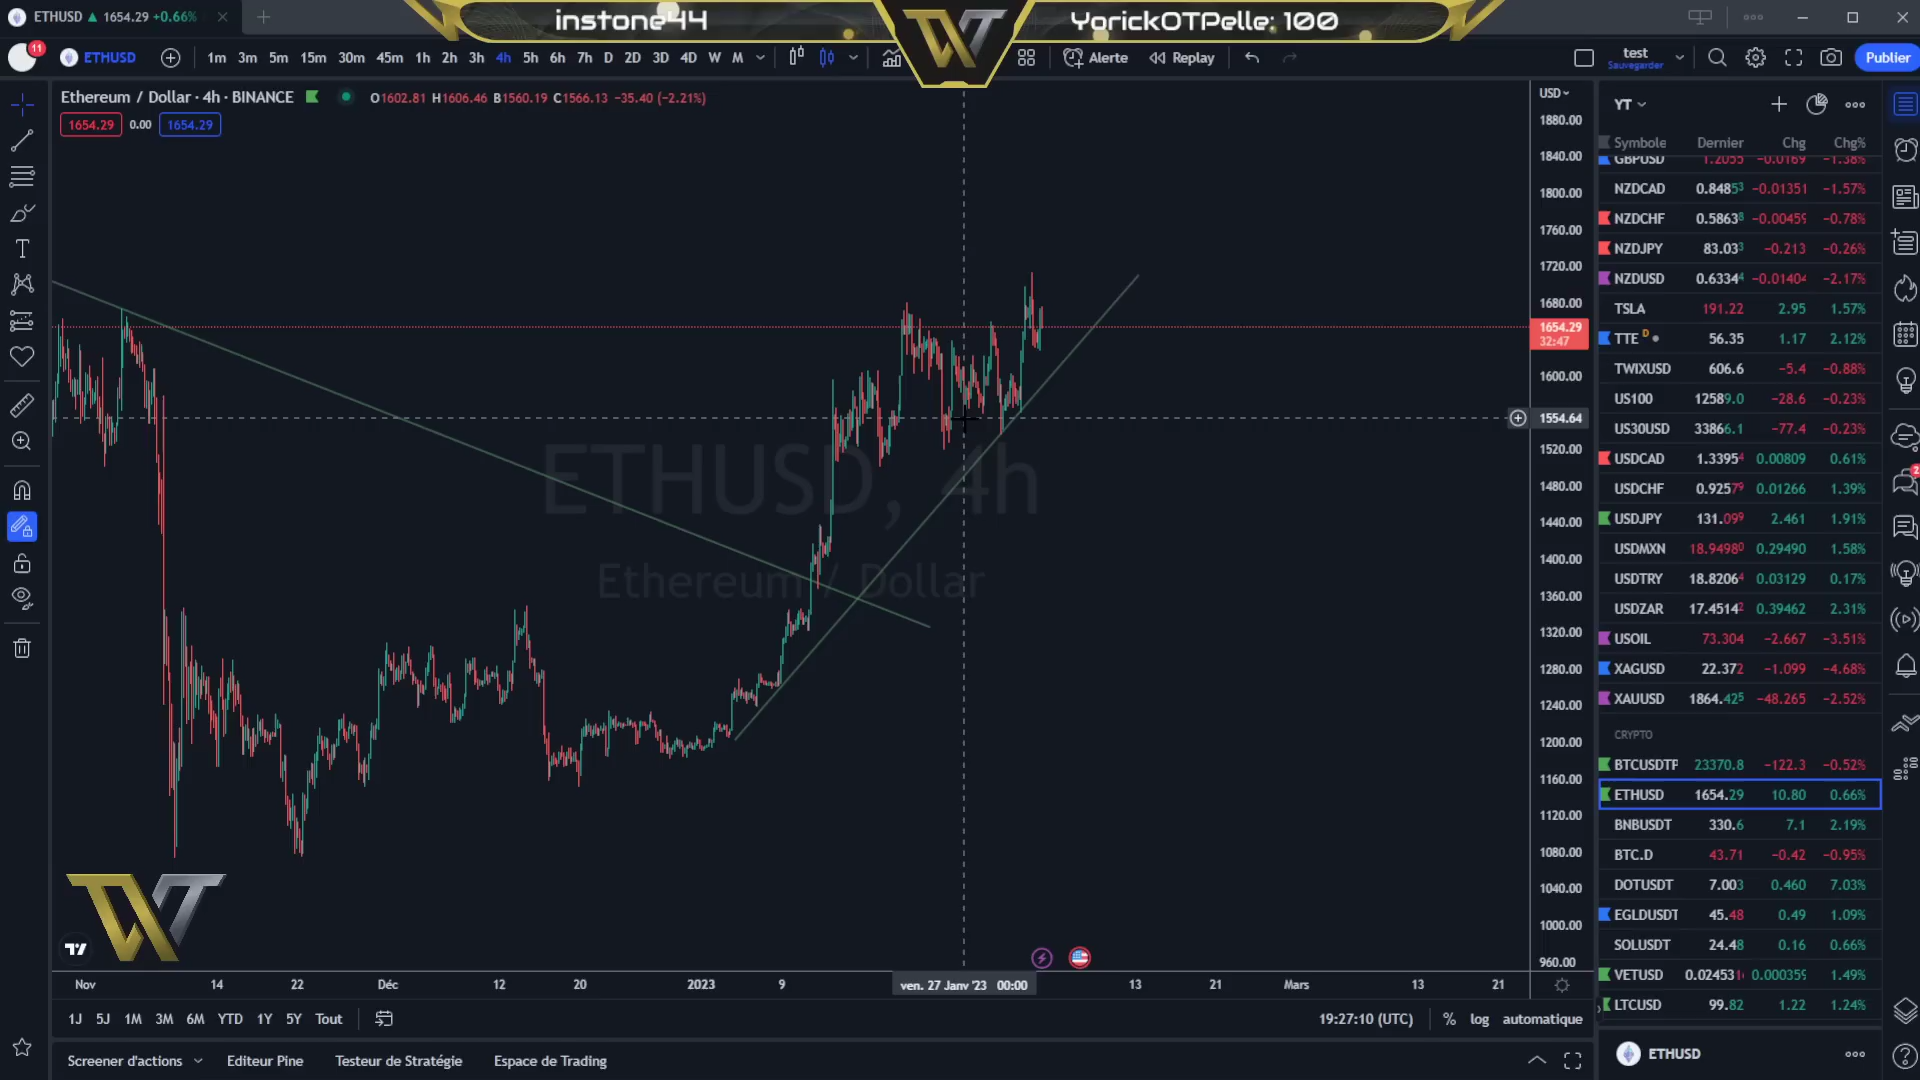 ETHUSD ▲ 1654.29 +0.66%
instone44
YorickOTPelle: 100
11
ETHUSD
1m 3m 5m 15m 30m 45m 1h 2h 3h 4h 5h 6h 7h D 2D 3D 4D W M
Alerte
Replay
test
Sauvegarder
Publier
Ethereum / Dollar · 4h · BINANCE
O1602.81 H1606.46 B1560.19 C1566.13 −35.40 (−2.21%)
1654.29 0.00 1654.29
USD
1880.00
1840.00
1800.00
1760.00
1720.00
1680.00
1654.29
32:47
1600.00
1554.64
1520.00
1480.00
1440.00
1400.00
1360.00
1320.00
1280.00
1240.00
1200.00
1160.00
1120.00
1080.00
1040.00
1000.00
960.00
ETHUSD, 4h
Ethereum / Dollar
Nov 14 22 Déc 12 20 2023 9 ven. 27 Janv '23 00:00 13 21 Mars 13 21
1J 5J 1M 3M 6M YTD 1Y 5Y Tout
19:27:10 (UTC) % log automatique
Screener d'actions Editeur Pine Testeur de Stratégie Espace de Trading
YT
Symbole Dernier Chg Chg%
GBPUSD 1.2055 −0.0169 −1.38%
NZDCAD 0.8485³ −0.01351 −1.57%
NZDCHF 0.5863⁸ −0.00459 −0.78%
NZDJPY 83.03³ −0.213 −0.26%
NZDUSD 0.6334⁴ −0.01404 −2.17%
TSLA 191.22 2.95 1.57%
TTE D 56.35 1.17 2.12%
TWIXUSD 606.6 −5.4 −0.88%
US100 12589.0 −28.6 −0.23%
US30USD 33866.1 −77.4 −0.23%
USDCAD 1.3395⁴ 0.00809 0.61%
USDCHF 0.9257⁹ 0.01266 1.39%
USDJPY 131.09⁹ 2.461 1.91%
USDMXN 18.9498⁰ 0.29490 1.58%
USDTRY 18.8206⁴ 0.03129 0.17%
USDZAR 17.4514² 0.39462 2.31%
USOIL 73.304 −2.667 −3.51%
XAGUSD 22.372 −1.099 −4.68%
XAUUSD 1864.42⁵ −48.265 −2.52%
CRYPTO
BTCUSDTP 23370.8 −122.3 −0.52%
ETHUSD 1654.29 10.80 0.66%
BNBUSDT 330.6 7.1 2.19%
BTC.D 43.71 −0.42 −0.95%
DOTUSDT 7.003 0.460 7.03%
EGLDUSDT 45.48 0.49 1.09%
SOLUSDT 24.48 0.16 0.66%
VETUSD 0.02453 0.000359 1.49%
LTCUSD 99.82 1.22 1.24%
ETHUSD
2